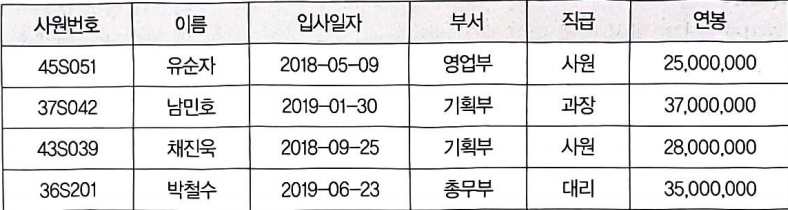 사원번호 이름 입사일자 부서 직급 연봉
45S051 유순자 2018-05-09 영업부 사원 25,000,000
37S042 남민호 2019-01-30 기획부 과장 37,000,000
43S039 채진욱 2018-09-25 기획부 사원 28,000,000
36S201 박철수 2019-06-23 총무부 대리 35,000,000